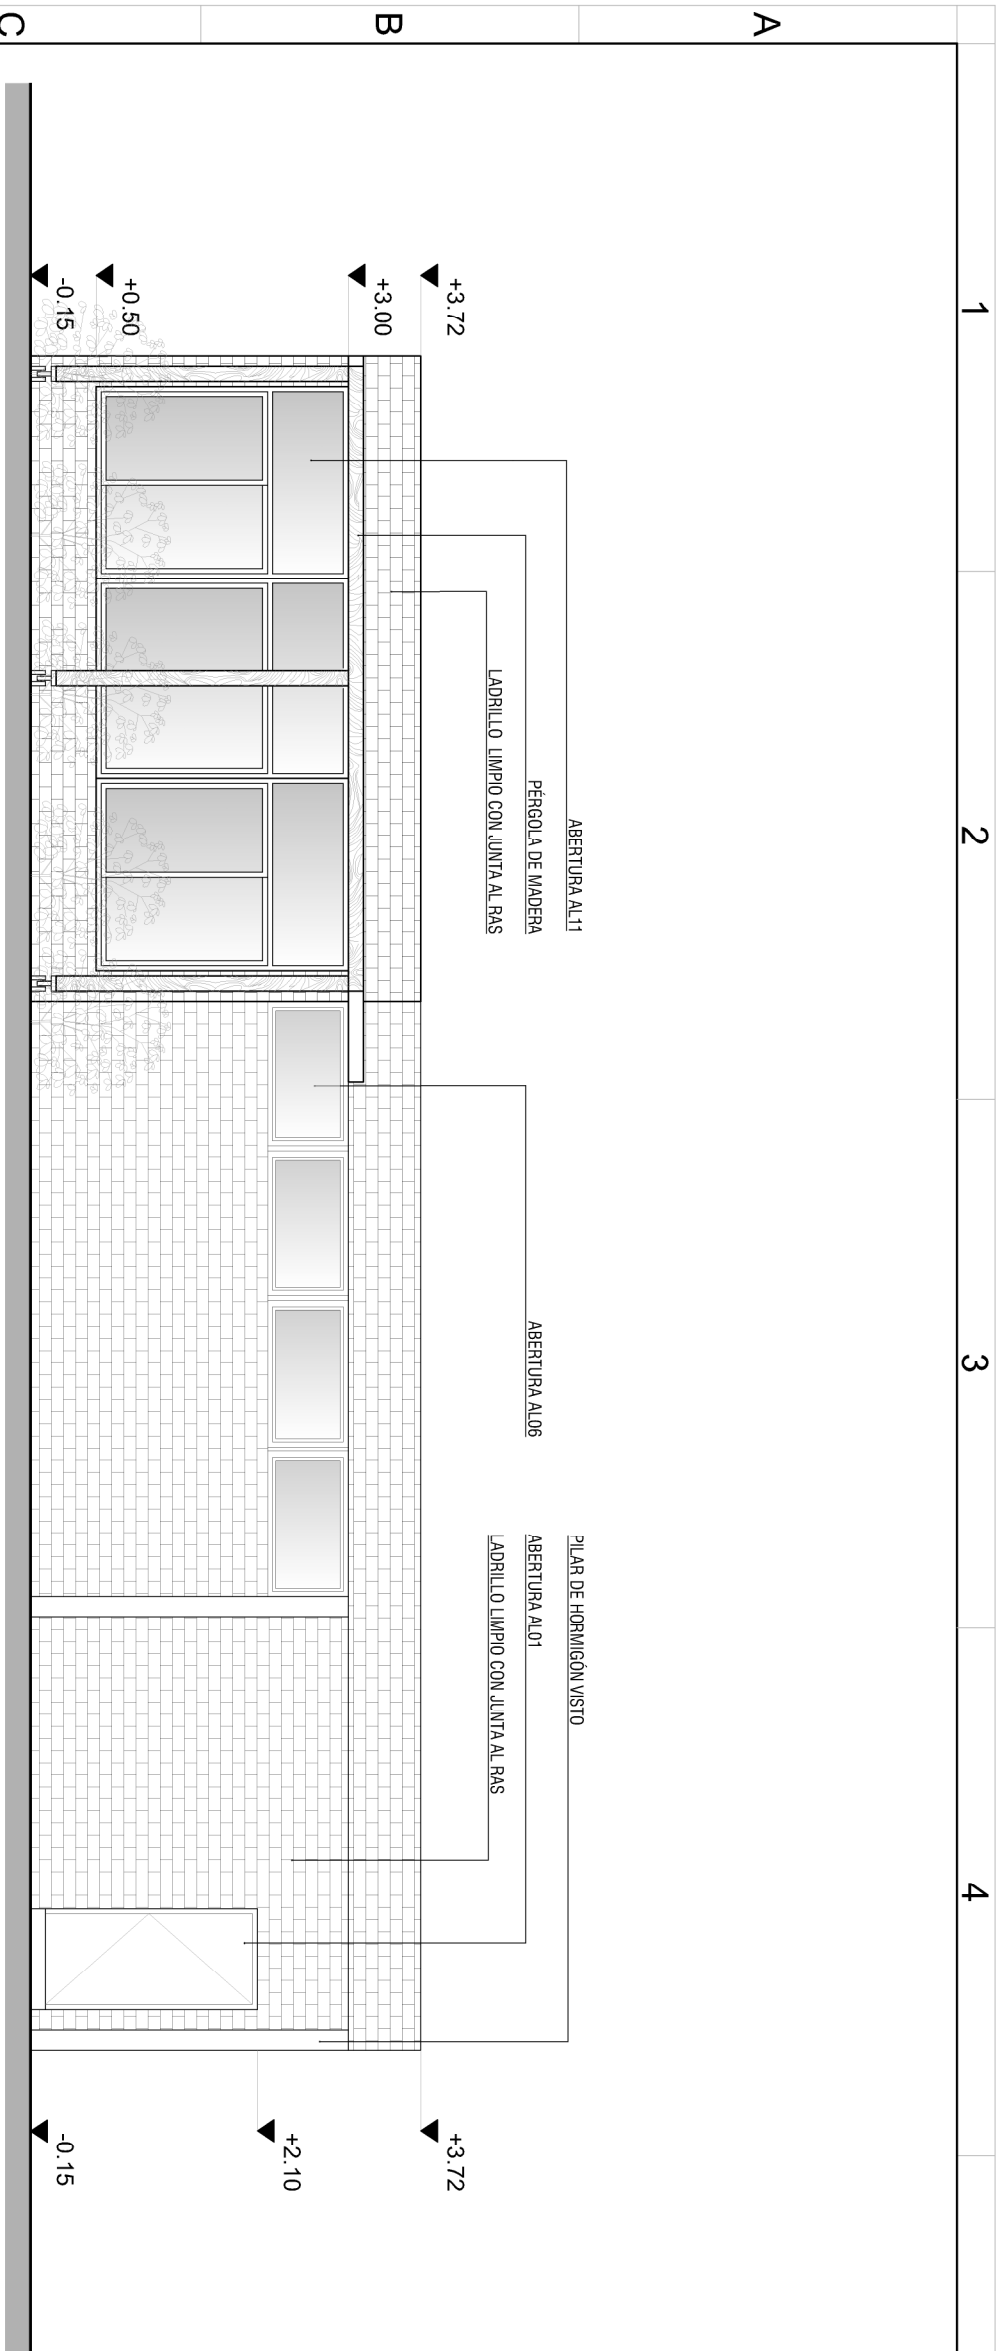 1
2
3
4
A
B
C
ABERTURA AL11
PÉRGOLA DE MADERA
LADRILLO LIMPIO CON JUNTA AL RAS
ABERTURA AL06
PILAR DE HORMIGÓN VISTO
ABERTURA AL01
LADRILLO LIMPIO CON JUNTA AL RAS
+3.72
+3.00
+0.50
-0.15
+3.72
+2.10
-0.15